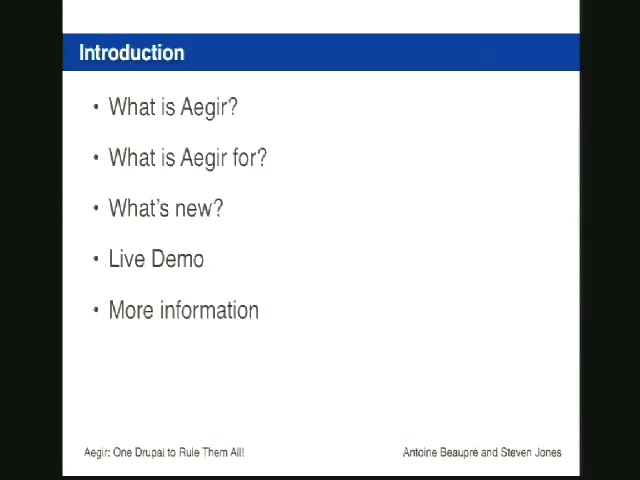 Introduction
• What is Aegir?
• What is Aegir for?
• What's new?
• Live Demo
• More information
Aegir: One Drupal to Rule Them All!
Antoine Beaupré and Steven Jones